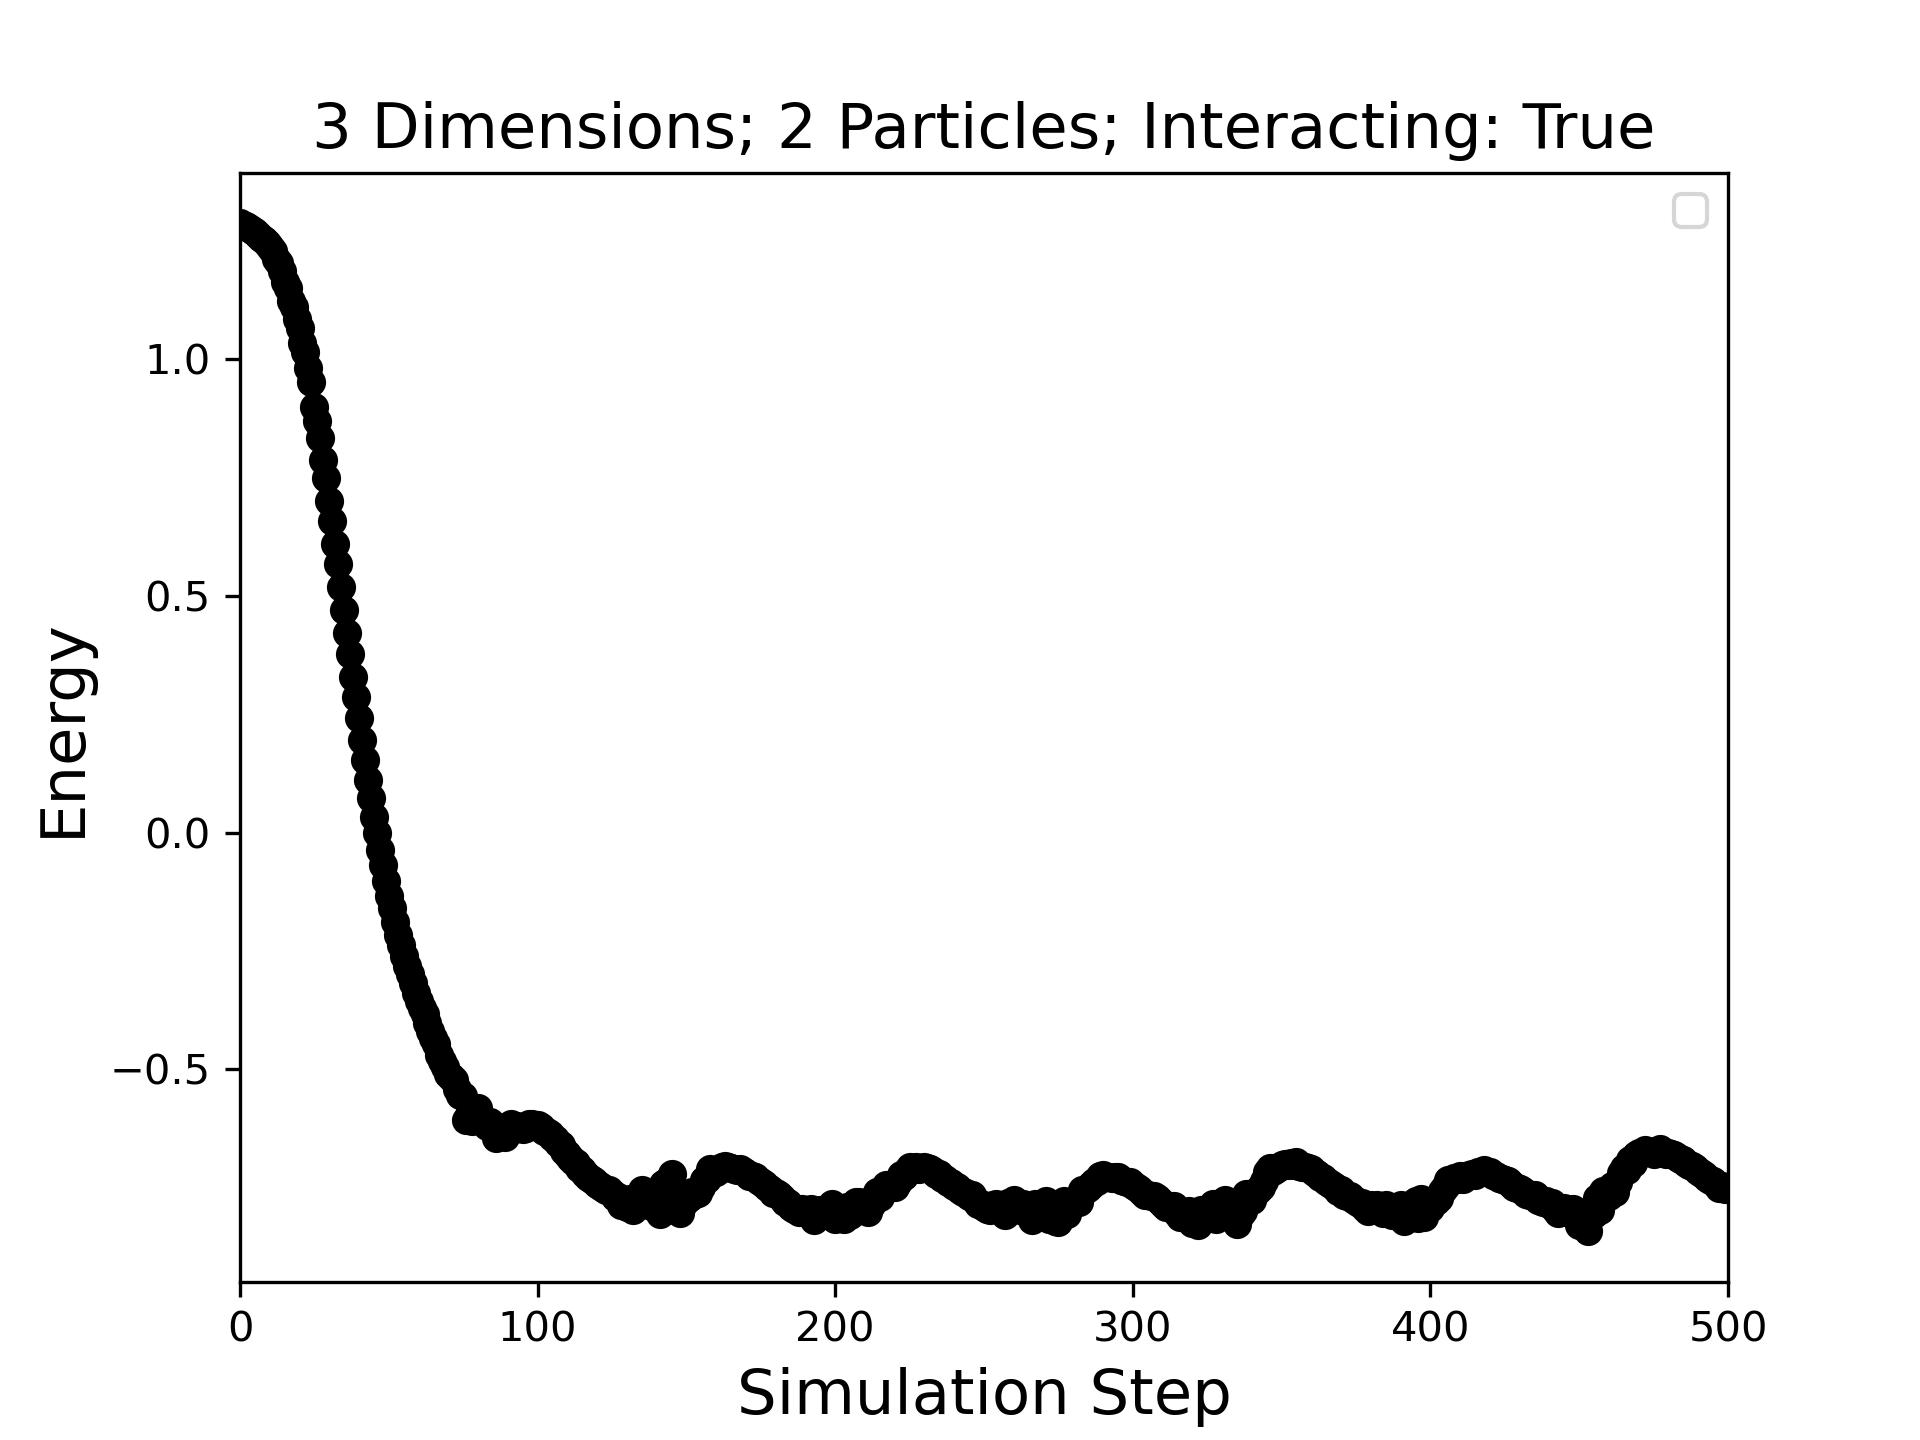 3 Dimensions; 2 Particles; Interacting: True
1.0
0.5
0.0
−0.5
Energy
0 100 200 300 400 500
Simulation Step